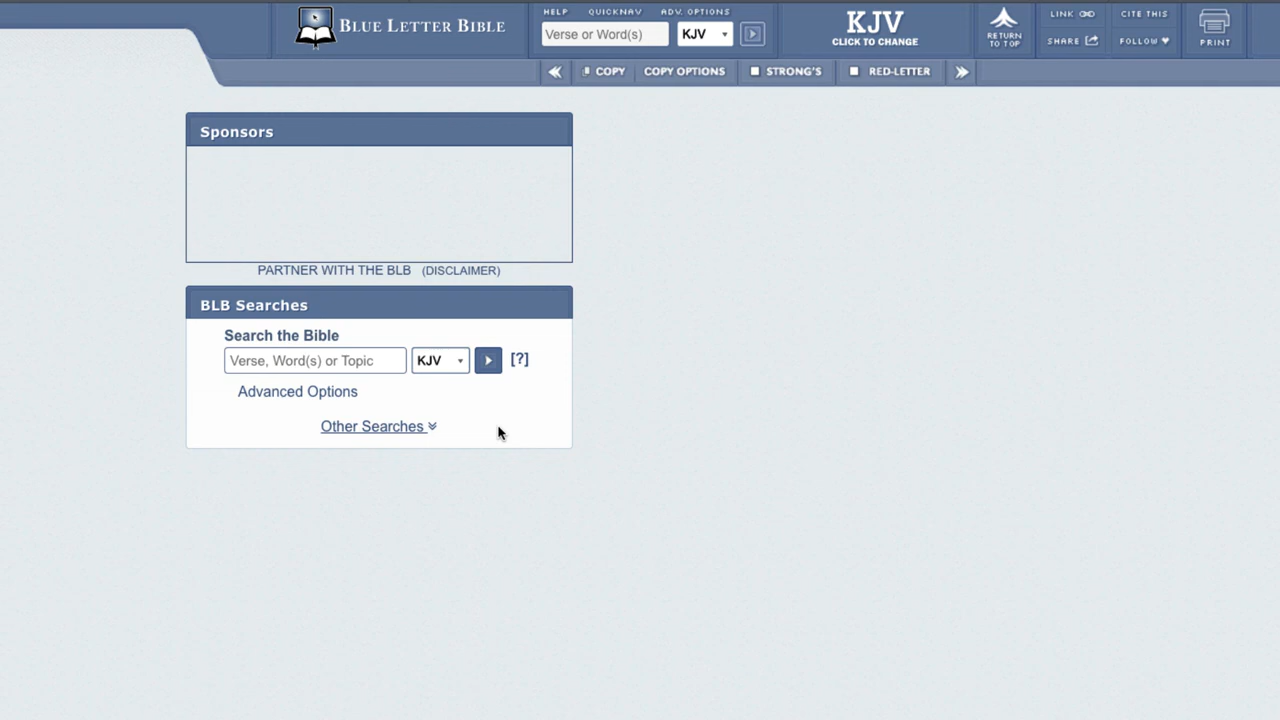 BLUE LETTER BIBLE
HELP QUICKNAV ADV. OPTIONS
Verse or Word(s) KJV
KJV
CLICK TO CHANGE
RETURN
TO TOP
LINK CITE THIS
SHARE FOLLOW
PRINT
COPY COPY OPTIONS STRONG'S RED-LETTER
Sponsors
PARTNER WITH THE BLB (DISCLAIMER)
BLB Searches
Search the Bible
Verse, Word(s) or Topic KJV [?]
Advanced Options
Other Searches